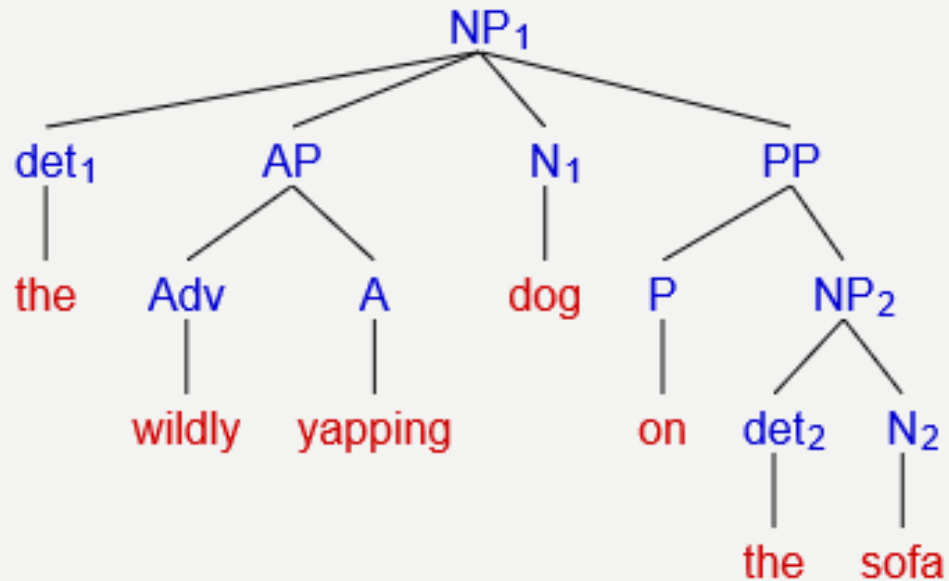 NP₁
det₁ AP N₁ PP
the Adv A dog P NP₂
wildly yapping on det₂ N₂
the sofa